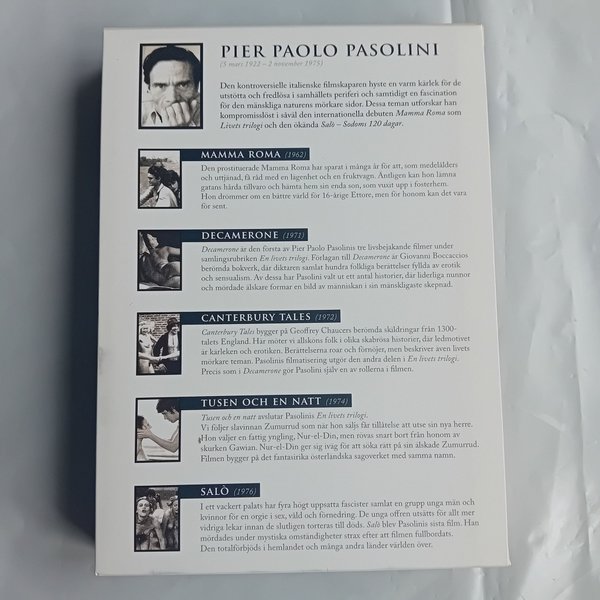 PIER PAOLO PASOLINI
(5 mars 1922 – 2 november 1975)
Den kontroversielle italienske filmskaparen hyste en varm kärlek för de
utstötta och fredlösa i samhällets periferi och samtidigt en fascination
för den mänskliga naturens mörkare sidor. Dessa teman utforskar han
kompromisslöst i såväl den internationella debuten Mamma Roma som
Livets trilogi och den ökända Salò – Sodoms 120 dagar.
MAMMA ROMA (1962)
Den prostituerade Mamma Roma har sparat i många år för att, som medelålders
och uttjänad, få råd med en lägenhet och en fruktvagn. Äntligen kan hon lämna
gatans hårda tillvaro och hämta hem sin enda son, som vuxit upp i fosterhem.
Hon drömmer om en bättre värld för 16-årige Ettore, men för honom kan det vara
för sent.
DECAMERONE (1971)
Decamerone är den första av Pier Paolo Pasolinis tre livsbejakande filmer under
samlingsrubriken En livets trilogi. Förlagan till Decamerone är Giovanni Boccaccios
berömda bokverk, där diktaren samlat hundra folkliga berättelser fyllda av erotik
och sensualism. Av dessa har Pasolini valt ut ett antal historier, där liderliga nunnor
och mördade älskare formar en bild av människan i sin mänskligaste skepnad.
CANTERBURY TALES (1972)
Canterbury Tales bygger på Geoffrey Chaucers berömda skildringar från 1300-
talets England. Här möter vi allskons folk i olika skabrösa historier, där ledmotivet
är kärleken och erotiken. Berättelserna roar och förnöjer, men beskriver även livets
mörkare teman. Pasolinis filmatisering utgör den andra delen i En livets trilogi.
Precis som i Decamerone gör Pasolini själv en av rollerna i filmen.
TUSEN OCH EN NATT (1974)
Tusen och en natt avslutar Pasolinis En livets trilogi.
Vi följer slavinnan Zumurrud som när hon säljs får tillåtelse att utse sin nye herre.
Hon väljer en fattig yngling, Nur-el-Din, men rovas snart bort från honom av
skurken Gawian. Nur-el-Din ger sig iväg för att söka rätt på sin älskade Zumurrud.
Filmen bygger på det fantasirika österländska sagoverket med samma namn.
SALÒ (1976)
I ett vackert palats har fyra högt uppsatta fascister samlat en grupp unga män och
kvinnor för en orgie i sex, våld och förnedring. De unga offren utsätts för allt mer
vidriga lekar innan de slutligen torteras till döds. Salò blev Pasolinis sista film. Han
mördades under mystiska omständigheter strax efter att filmen fullbordats.
Den totalförbjöds i hemlandet och många andra länder världen över.